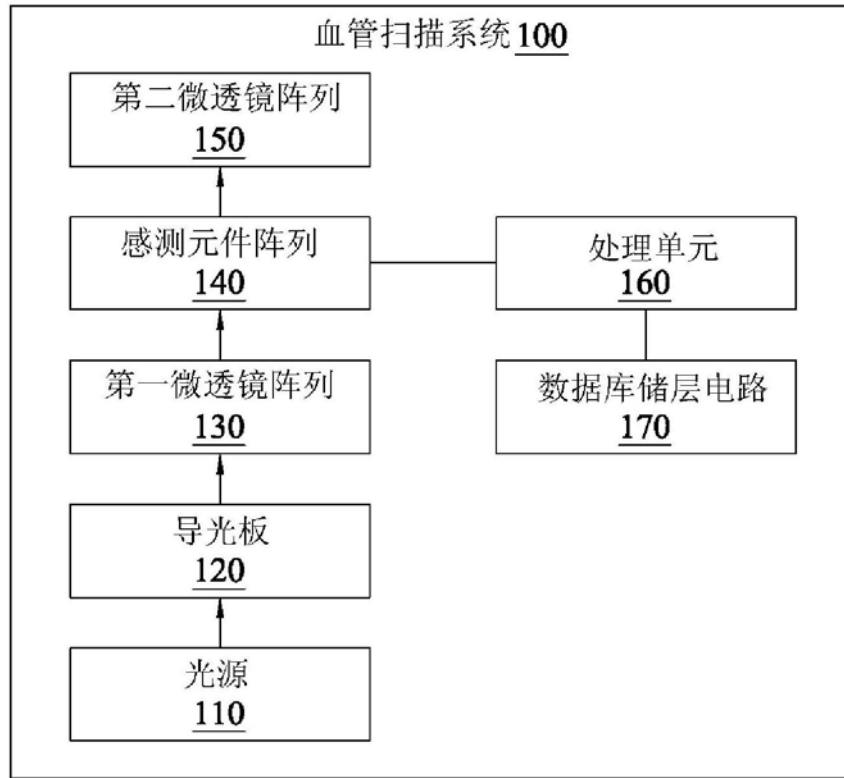 血管扫描系统100
第二微透镜阵列
150
感测元件阵列
140
处理单元
160
第一微透镜阵列
130
数据库储层电路
170
导光板
120
光源
110